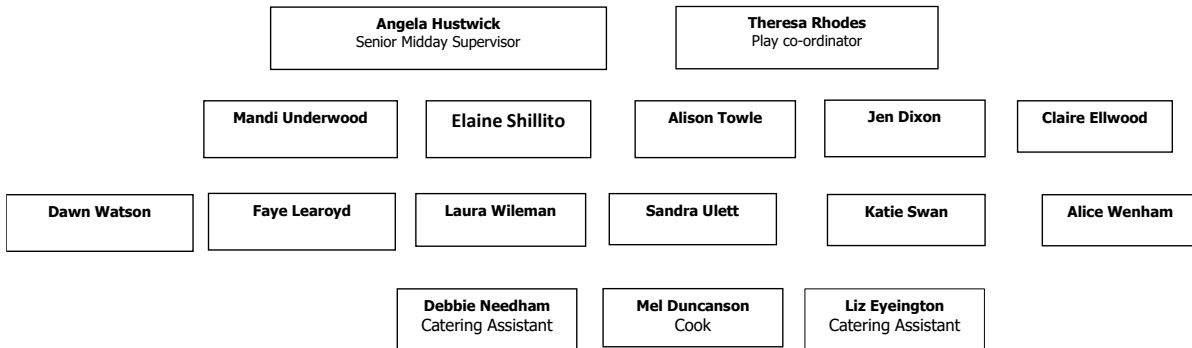 Angela Hustwick
Senior Midday Supervisor
Theresa Rhodes
Play co-ordinator
Mandi Underwood
Elaine Shillito
Alison Towle
Jen Dixon
Claire Ellwood
Dawn Watson
Faye Learoyd
Laura Wileman
Sandra Ulett
Katie Swan
Alice Wenham
Debbie Needham
Catering Assistant
Mel Duncanson
Cook
Liz Eyeington
Catering Assistant